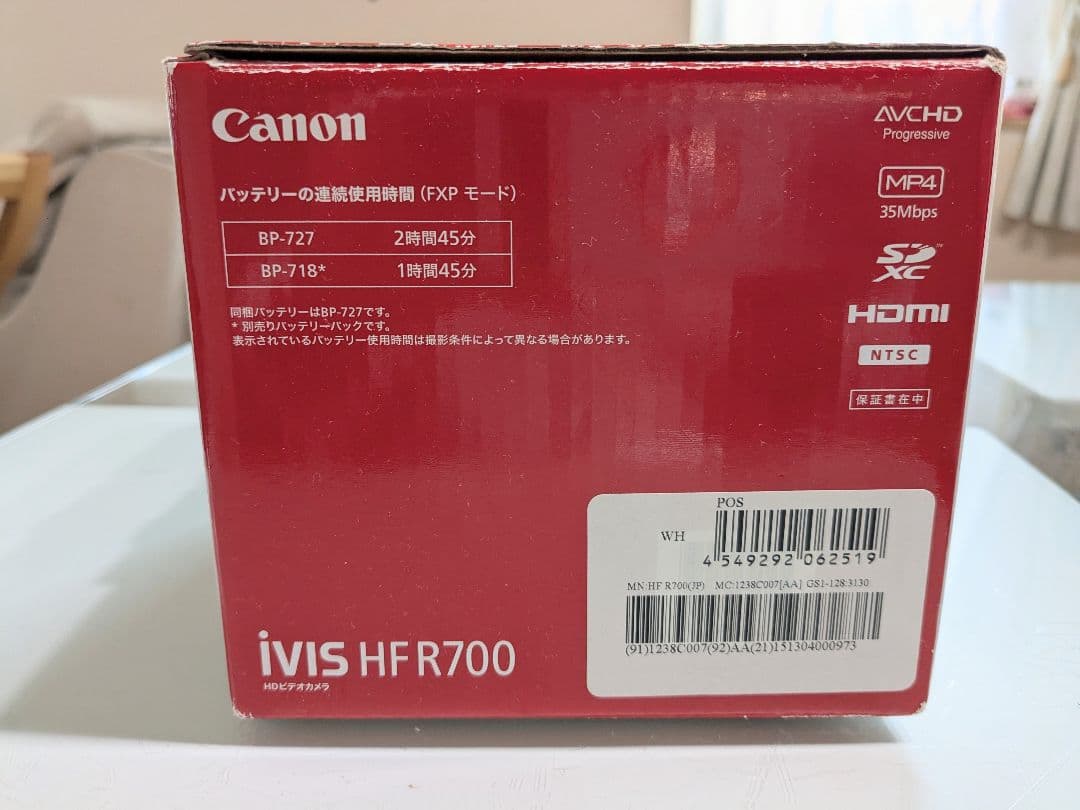 Canon
AVCHD
Progressive
MP4
35Mbps
SD
XC
HDMI
NTSC
保証書在中
バッテリーの連続使用時間(FXP モード)
BP-727 2時間45分
BP-718* 1時間45分
同梱バッテリーはBP-727です。
* 別売りバッテリーパックです。
表示されているバッテリー使用時間は撮影条件によって異なる場合があります。
POS
WH
4 549292 062519
MN:HF R700(JP) MC:1238C007[AA] GS1-128:3130
(91)1238C007(92)AA(21)151304000973
iVIS HF R700
HDビデオカメラ